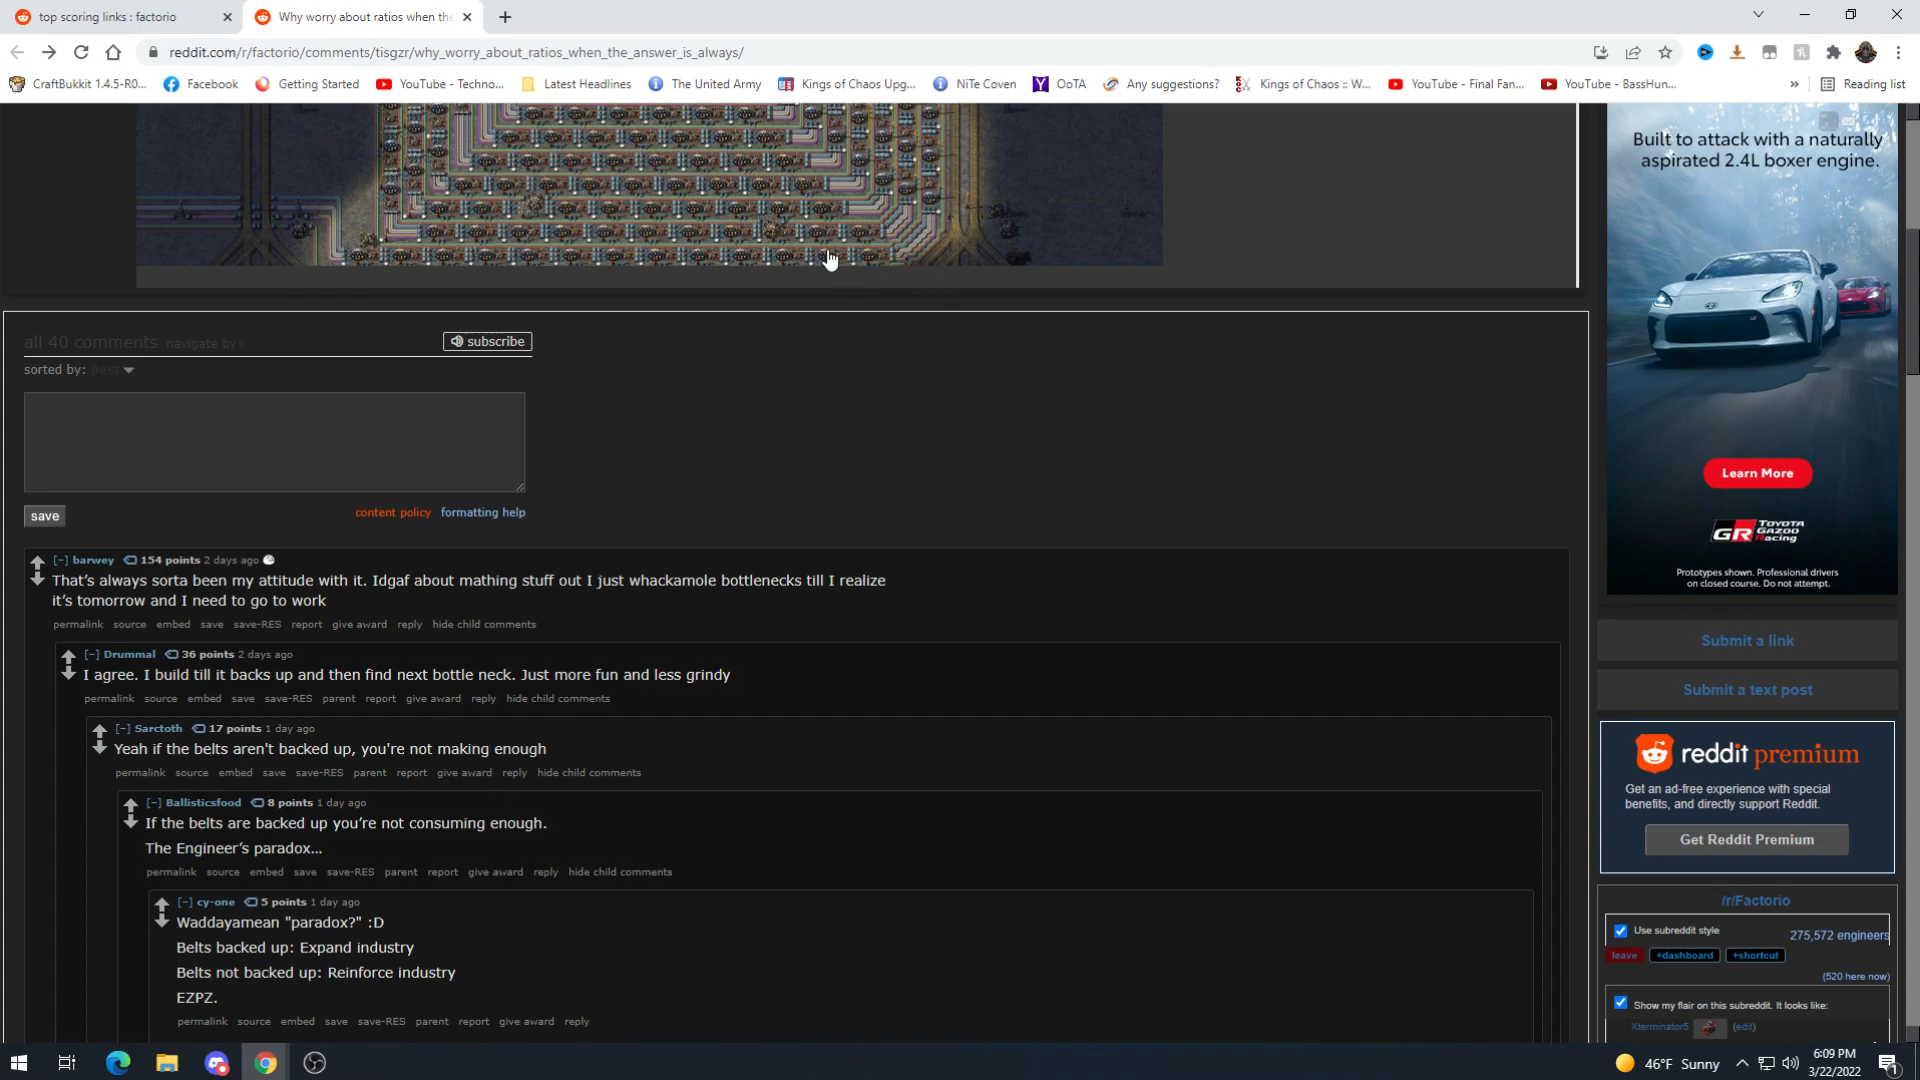 top scoring links : factorio
Why worry about ratios when the
reddit.com/r/factorio/comments/tisgzr/why_worry_about_ratios_when_the_answer_is_always/
CraftBukkit 1.4.5-R0...
Facebook
Getting Started
YouTube - Techno...
Latest Headlines
The United Army
Kings of Chaos Upg...
NiTe Coven
OoTA
Any suggestions?
Kings of Chaos :: W...
YouTube - Final Fan...
YouTube - BassHun...
»
Reading list
Built to attack with a naturally
aspirated 2.4L boxer engine.
Learn More
GR TOYOTA
GAZOO
Racing
Prototypes shown. Professional drivers
on closed course. Do not attempt.
all 40 comments navigate by
subscribe
sorted by: best
save
content policy formatting help
[-] barwey 154 points 2 days ago
That's always sorta been my attitude with it. Idgaf about mathing stuff out I just whackamole bottlenecks till I realize
it's tomorrow and I need to go to work
permalink source embed save save-RES report give award reply hide child comments
[-] Drummal 36 points 2 days ago
I agree. I build till it backs up and then find next bottle neck. Just more fun and less grindy
permalink source embed save save-RES parent report give award reply hide child comments
[-] Sarctoth 17 points 1 day ago
Yeah if the belts aren't backed up, you're not making enough
permalink source embed save save-RES parent report give award reply hide child comments
[-] Ballisticsfood 8 points 1 day ago
If the belts are backed up you're not consuming enough.
The Engineer's paradox...
permalink source embed save save-RES parent report give award reply hide child comments
[-] cy-one 5 points 1 day ago
Waddayamean "paradox?" :D
Belts backed up: Expand industry
Belts not backed up: Reinforce industry
EZPZ.
permalink source embed save save-RES parent report give award reply
Submit a link
Submit a text post
reddit premium
Get an ad-free experience with special
benefits, and directly support Reddit.
Get Reddit Premium
/r/Factorio
Use subreddit style
275,572 engineers
leave +dashboard +shortcut
(520 here now)
Show my flair on this subreddit. It looks like:
Xterminator5 (edit)
46°F Sunny
6:09 PM
3/22/2022
1